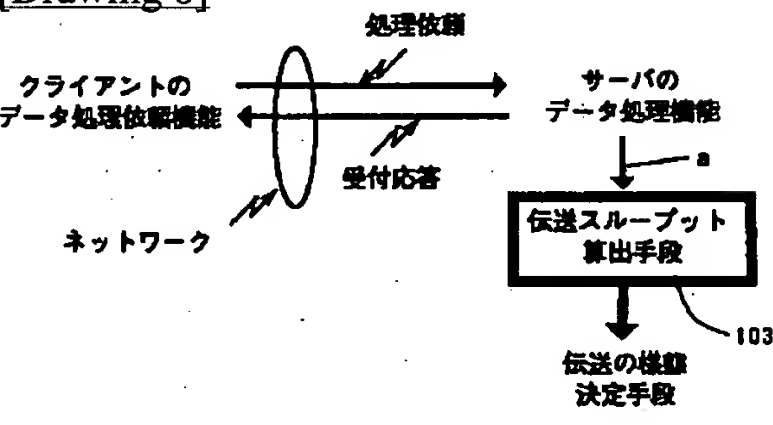 処理依頼
クライアントの
データ処理依頼機能
サーバの
データ処理機能
a
受付応答
ネットワーク
伝送スループット
算出手段
103
伝送の様態
決定手段